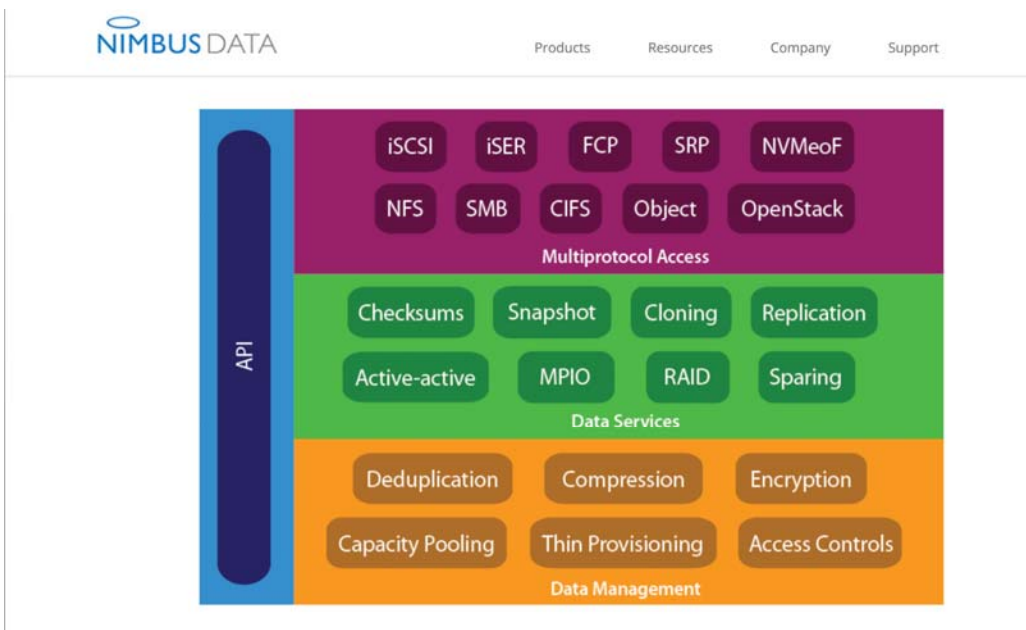 NIMBUS DATA
Products Resources Company Support
API
iSCSI iSER FCP SRP NVMeoF
NFS SMB CIFS Object OpenStack
Multiprotocol Access
Checksums Snapshot Cloning Replication
Active-active MPIO RAID Sparing
Data Services
Deduplication Compression Encryption
Capacity Pooling Thin Provisioning Access Controls
Data Management